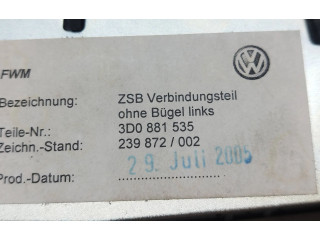 FWM
Bezeichnung: ZSB Verbindungsteil
ohne Bügel links
Teile-Nr.: 3D0 881 535
Zeichn.-Stand: 239 872 / 002
29. Juli 2005
Prod.-Datum: